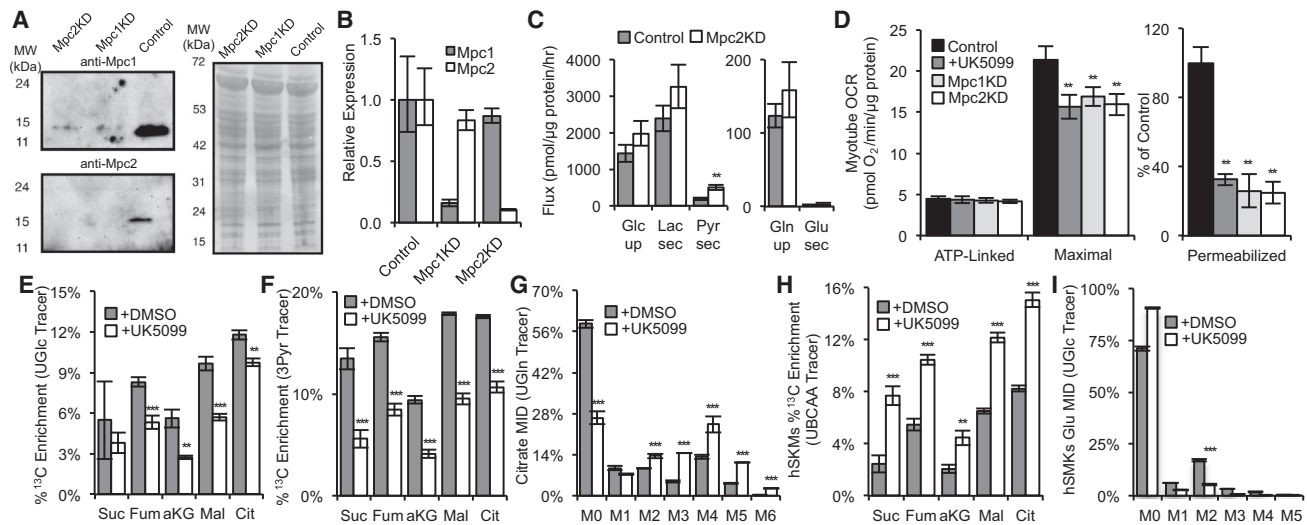 A
Mpc2KD
Mpc1KD
Control
MW
(kDa)
anti-Mpc1
24
15
11
anti-Mpc2
24
15
11
MW
(kDa)
Mpc2KD
Mpc1KD
Control
72
53
42
31
24
15
B
Relative Expression
1.5
1.0
0.5
0.0
Mpc1
Mpc2
Control
Mpc1KD
Mpc2KD
C
Control
Mpc2KD
Flux (pmol/µg protein/hr)
4000
3000
2000
1000
0
**
Glc up
Lac sec
Pyr sec
200
100
0
Gln up
Glu sec
D
Myotube OCR
(pmol O2/min/µg protein)
25
20
15
10
5
0
Control
+UK5099
Mpc1KD
Mpc2KD
** ** **
ATP-Linked
Maximal
% of Control
120
80
40
0
** ** **
Permeabilized
E
% 13C Enrichment (UGlc Tracer)
15%
12%
9%
6%
3%
0%
+DMSO
+UK5099
*** ** *** **
Suc Fum aKG Mal Cit
F
% 13C Enrichment (3Pyr Tracer)
20%
10%
0%
+DMSO
+UK5099
*** *** *** *** ***
Suc Fum aKG Mal Cit
G
Citrate MID (UGln Tracer)
70%
56%
42%
28%
14%
0%
+DMSO
+UK5099
*** *** *** *** *** ***
M0 M1 M2 M3 M4 M5 M6
H
hSKMs % 13C Enrichment
(UBCAA Tracer)
16%
12%
8%
4%
0%
+DMSO
+UK5099
*** *** ** *** ***
Suc Fum aKG Mal Cit
I
hSMKs Glu MID (UGlc Tracer)
100%
75%
50%
25%
0%
+DMSO
+UK5099
***
M0 M1 M2 M3 M4 M5